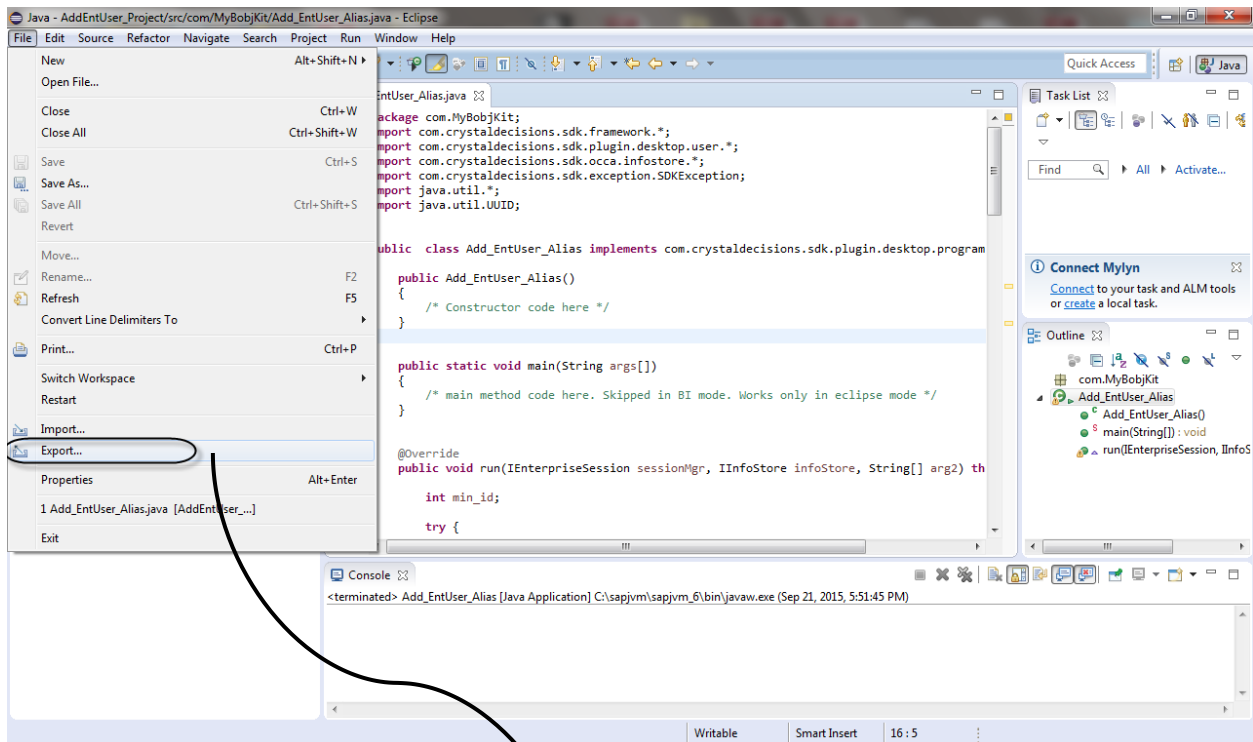 Java - AddEntUser_Project/src/com/MyBobjKit/Add_EntUser_Alias.java - Eclipse
File Edit Source Refactor Navigate Search Project Run Window Help
New Alt+Shift+N
Open File...
Close Ctrl+W
Close All Ctrl+Shift+W
Save Ctrl+S
Save As...
Save All Ctrl+Shift+S
Revert
Move...
Rename... F2
Refresh F5
Convert Line Delimiters To
Print... Ctrl+P
Switch Workspace
Restart
Import...
Export...
Properties Alt+Enter
1 Add_EntUser_Alias.java [AddEntUser_...]
Exit
Quick Access
Java
EntUser_Alias.java
ackage com.MyBobjKit;
mport com.crystaldecisions.sdk.framework.*;
mport com.crystaldecisions.sdk.plugin.desktop.user.*;
mport com.crystaldecisions.sdk.occa.infostore.*;
mport com.crystaldecisions.sdk.exception.SDKException;
mport java.util.*;
mport java.util.UUID;
ublic class Add_EntUser_Alias implements com.crystaldecisions.sdk.plugin.desktop.program
public Add_EntUser_Alias()
{
/* Constructor code here */
}
public static void main(String args[])
{
/* main method code here. Skipped in BI mode. Works only in eclipse mode */
}
@Override
public void run(IEnterpriseSession sessionMgr, IInfoStore infoStore, String[] arg2) th
int min_id;
try {
Task List
Find All Activate...
Connect Mylyn
Connect to your task and ALM tools
or create a local task.
Outline
com.MyBobjKit
Add_EntUser_Alias
Add_EntUser_Alias()
main(String[]) : void
run(IEnterpriseSession, IInfoS
Console
<terminated> Add_EntUser_Alias [Java Application] C:\sapjvm\sapjvm_6\bin\javaw.exe (Sep 21, 2015, 5:51:45 PM)
Writable Smart Insert 16 : 5